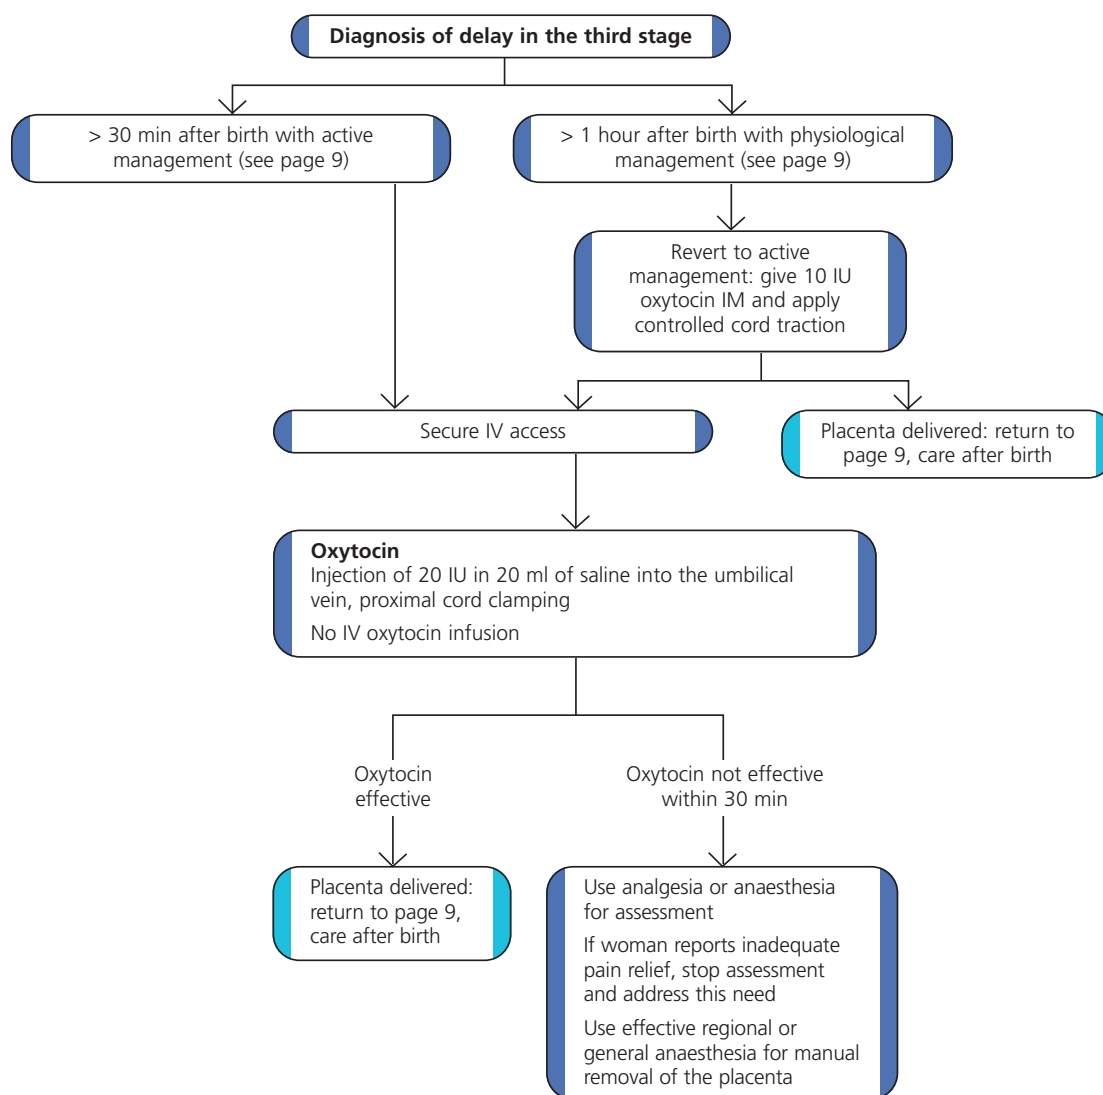 Diagnosis of delay in the third stage
> 30 min after birth with active
management (see page 9)
> 1 hour after birth with physiological
management (see page 9)
Revert to active
management: give 10 IU
oxytocin IM and apply
controlled cord traction
Secure IV access
Placenta delivered: return to
page 9, care after birth
Oxytocin
Injection of 20 IU in 20 ml of saline into the umbilical
vein, proximal cord clamping
No IV oxytocin infusion
Oxytocin
effective
Oxytocin not effective
within 30 min
Placenta delivered:
return to page 9,
care after birth
Use analgesia or anaesthesia
for assessment
If woman reports inadequate
pain relief, stop assessment
and address this need
Use effective regional or
general anaesthesia for manual
removal of the placenta